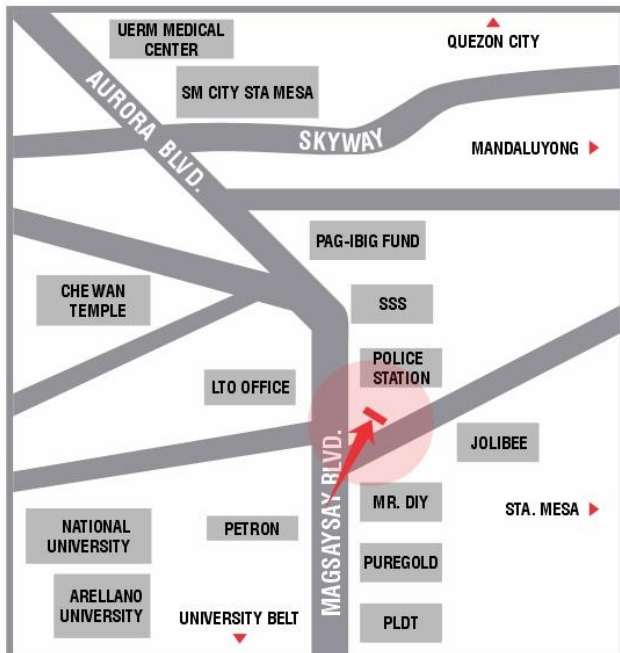 UERM MEDICAL
CENTER
QUEZON CITY
SM CITY STA MESA
AURORA BLVD.
SKYWAY
MANDALUYONG
PAG-IBIG FUND
CHE WAN
TEMPLE
SSS
POLICE
STATION
LTO OFFICE
JOLIBEE
MAGSAYSAY BLVD.
MR. DIY
STA. MESA
NATIONAL
UNIVERSITY
PETRON
PUREGOLD
ARELLANO
UNIVERSITY
UNIVERSITY BELT
PLDT